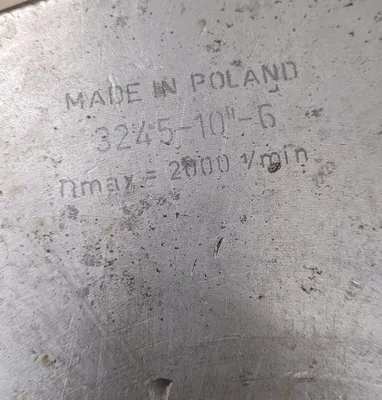 MADE IN POLAND
3245-10"-6
nmax = 2000 1/min